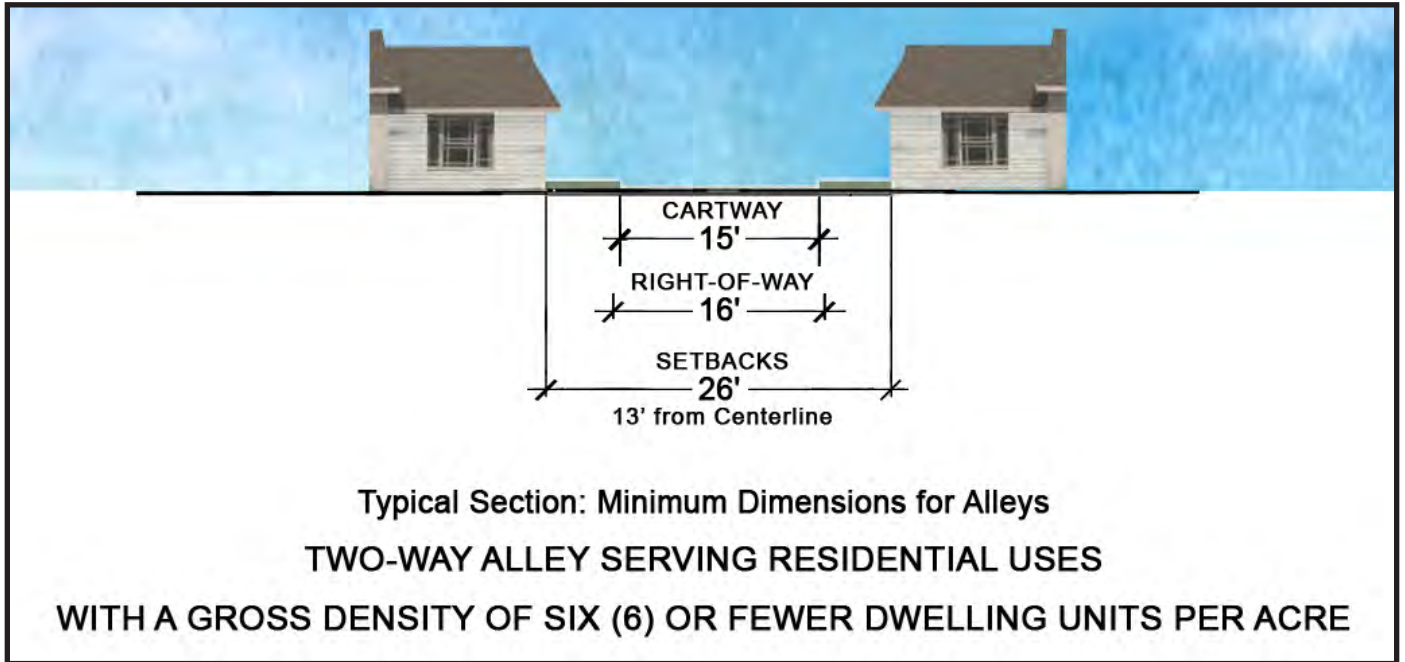 CARTWAY
15'
RIGHT-OF-WAY
16'
SETBACKS
26'
13' from Centerline
Typical Section: Minimum Dimensions for Alleys
TWO-WAY ALLEY SERVING RESIDENTIAL USES
WITH A GROSS DENSITY OF SIX (6) OR FEWER DWELLING UNITS PER ACRE